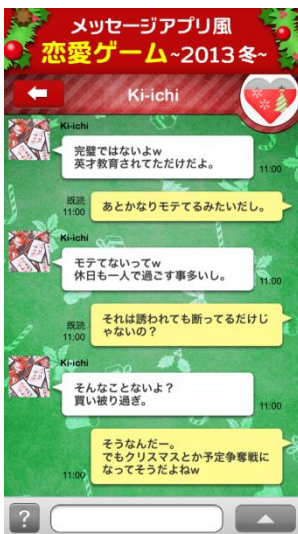 メッセージアプリ風
恋愛ゲーム~2013冬~
Ki-ichi
Ki-ichi
完璧ではないよw
英才教育されてただけだよ。
11:00
既読
11:00
あとかなりモテてるみたいだし。
Ki-ichi
モテてないってw
休日も一人で過ごす事多いし。
11:00
それは誘われても断ってるだけじ
ゃないの？
既読
11:00
Ki-ichi
そんなことないよ？
買い被り過ぎ。
11:00
そうなんだー。
でもクリスマスとか予定争奪戦に
なってそうだよねw
11:00
?